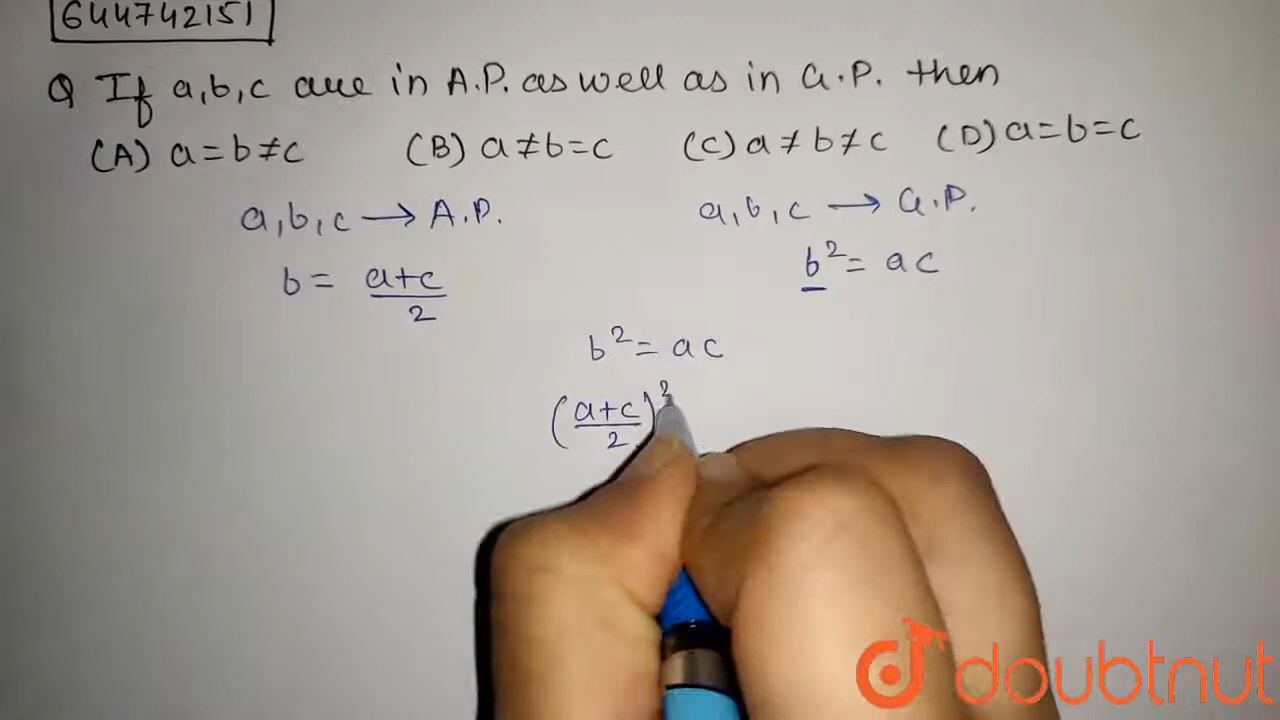 644742151
Q If a,b,c are in A.P. as well as in G.P. then
(A) a=b≠c (B) a≠b=c (C) a≠b≠c (D) a=b=c
a,b,c → A.P. a,b,c → G.P.
b = a+c/2 b² = ac
b² = ac
(a+c/2)²
doubtnut